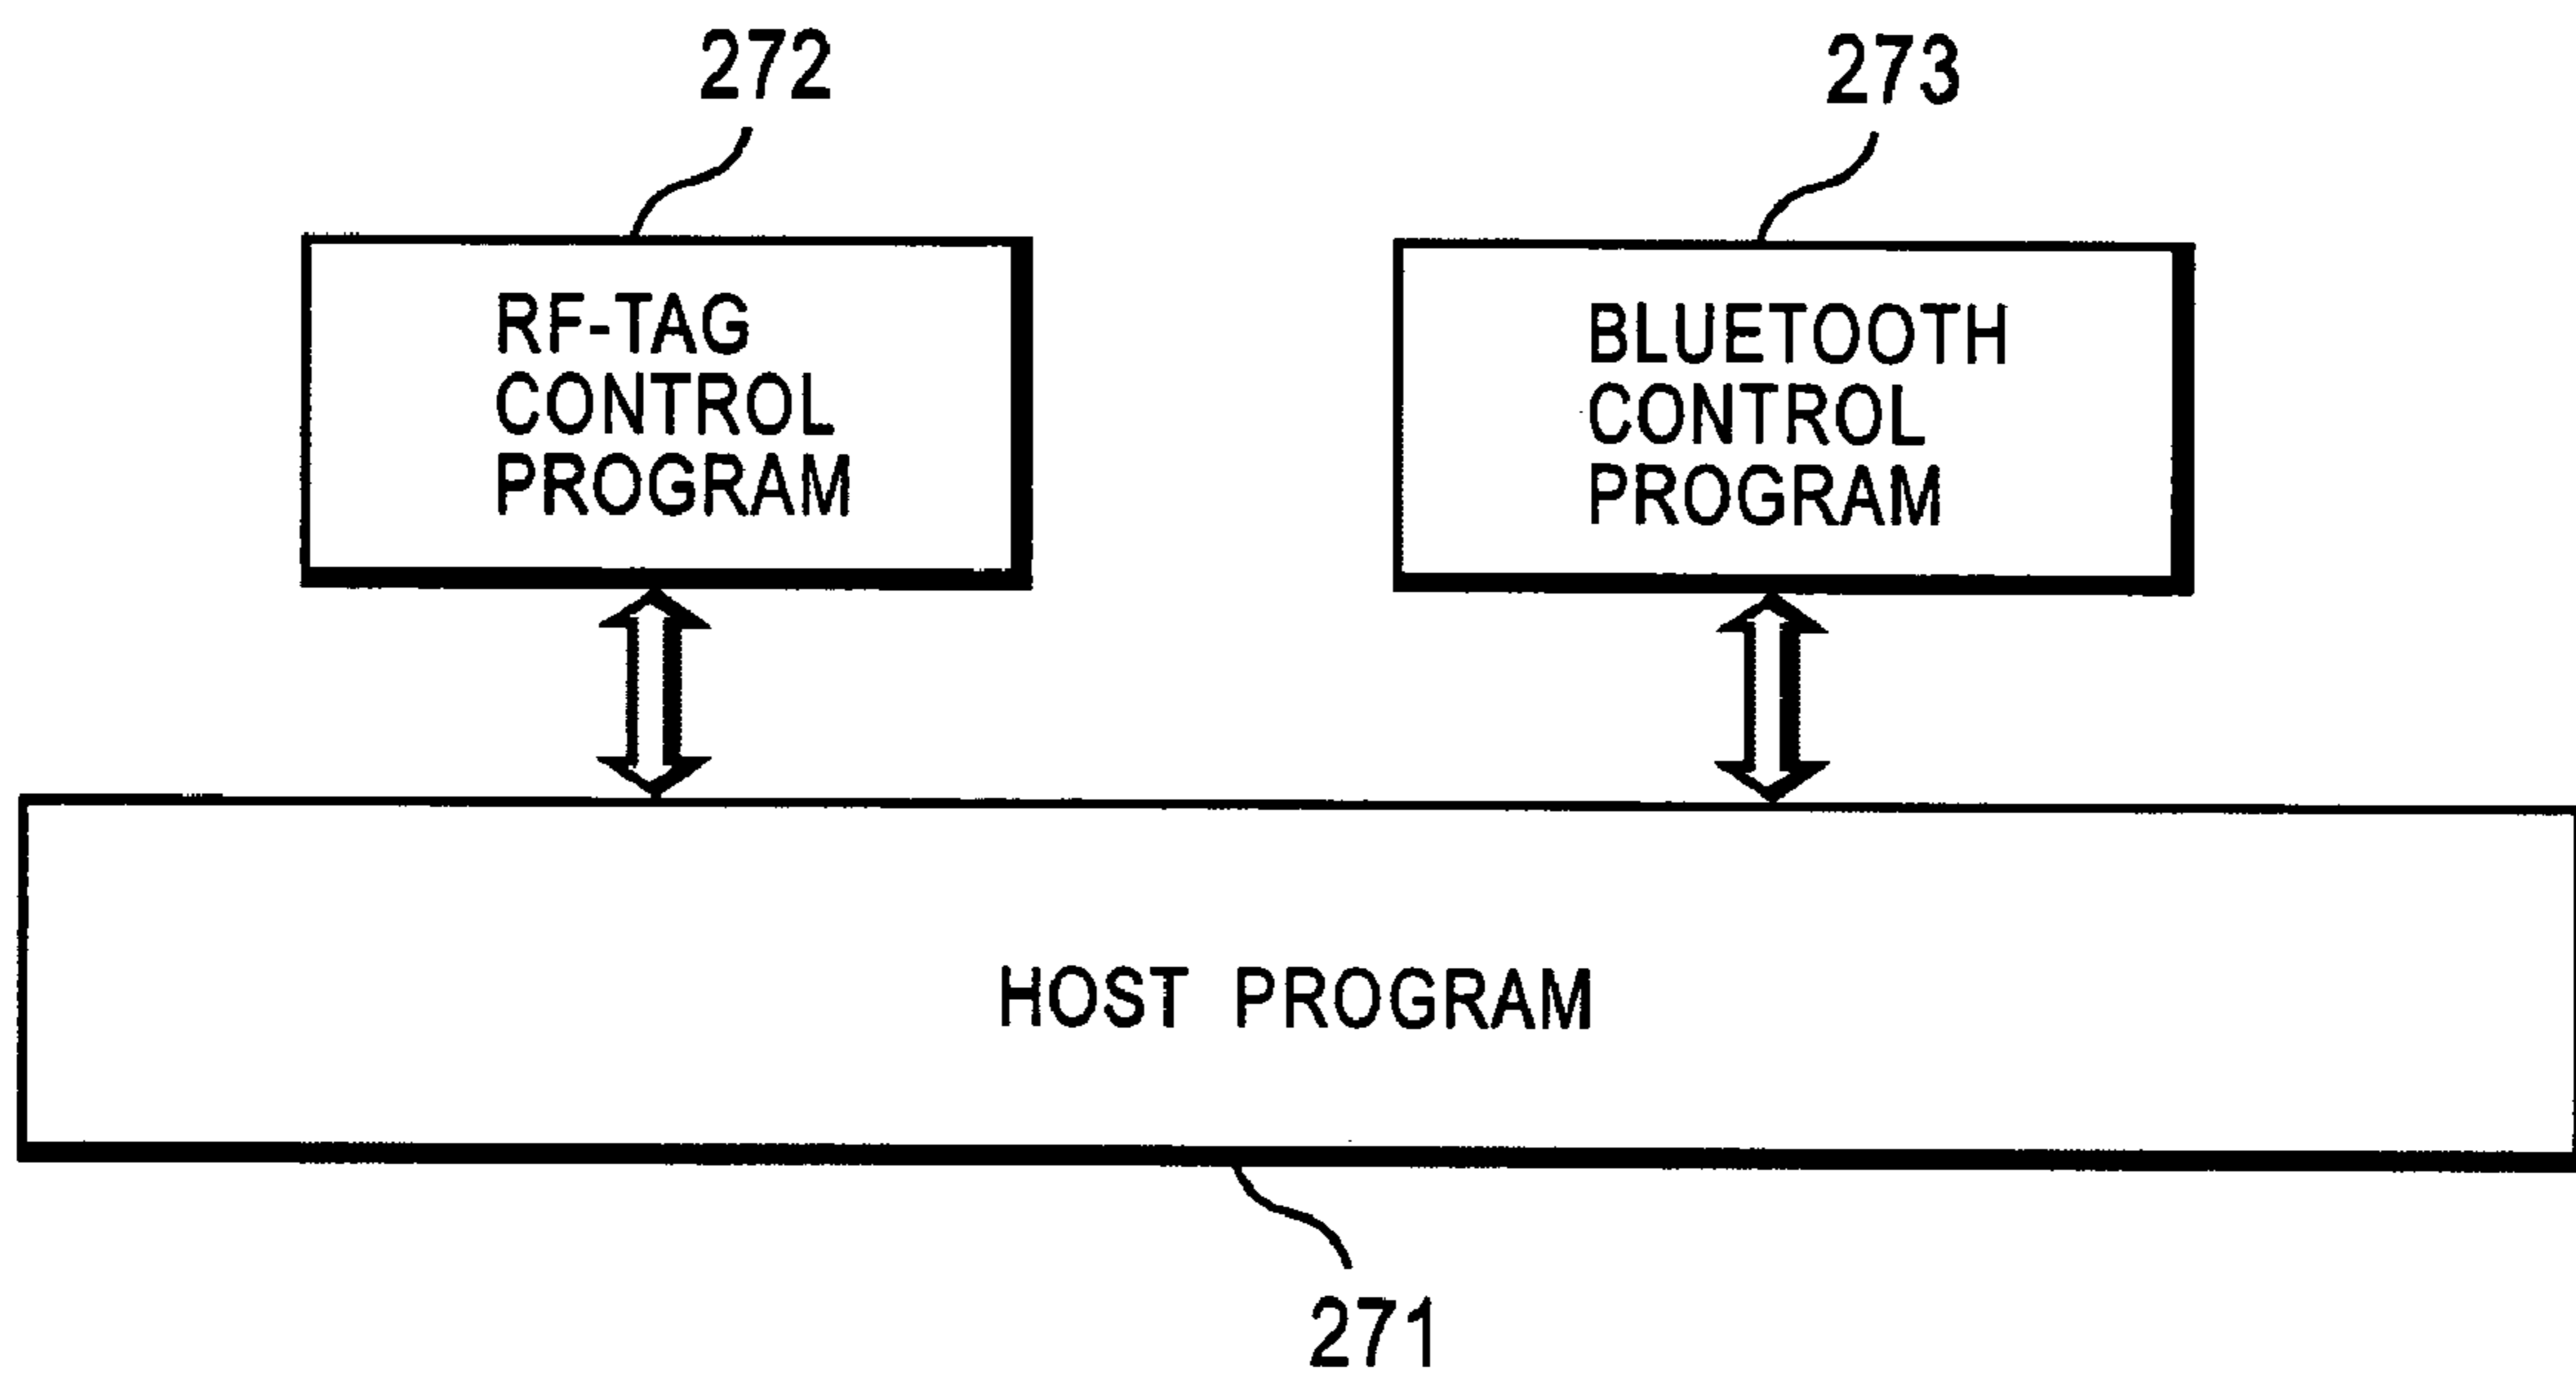 272
273
RF-TAG
CONTROL
PROGRAM
BLUETOOTH
CONTROL
PROGRAM
HOST PROGRAM
271